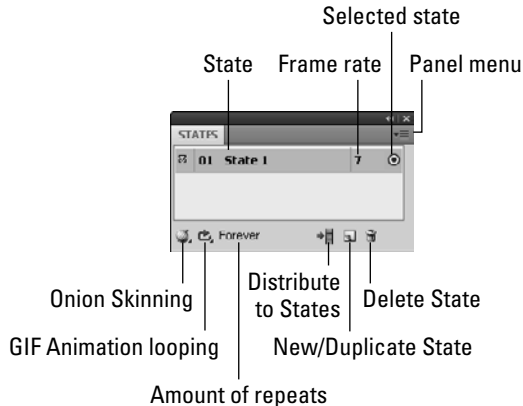 Selected state
State Frame rate Panel menu
STATES
01 State 1 7
Forever
Distribute
to States
Onion Skinning Delete State
GIF Animation looping New/Duplicate State
Amount of repeats